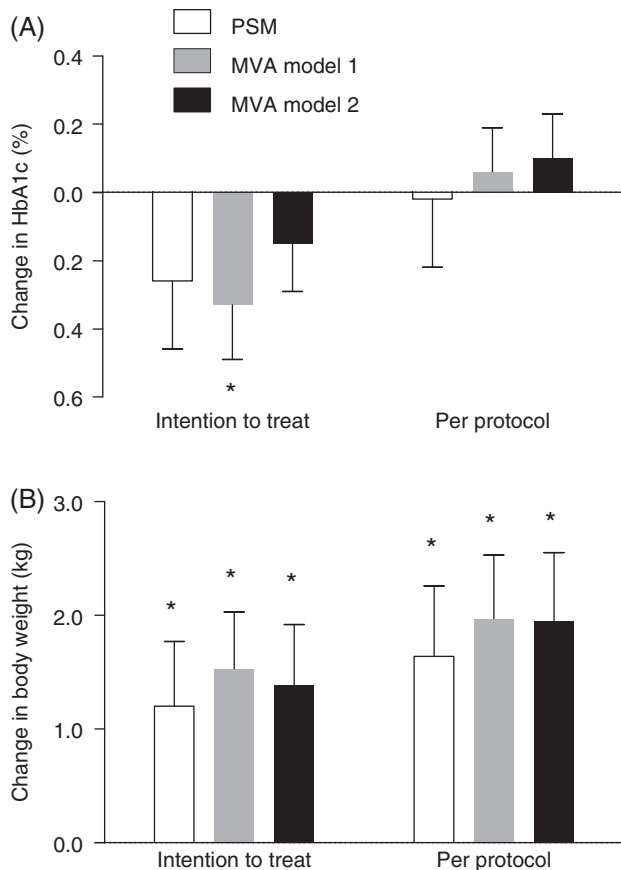 (A)
PSM
MVA model 1
MVA model 2
Change in HbA1c (%)
0.4
0.2
0.0
0.2
0.4
0.6
*
Intention to treat
Per protocol
(B)
Change in body weight (kg)
3.0
2.0
1.0
0.0
* * * * * *
Intention to treat
Per protocol